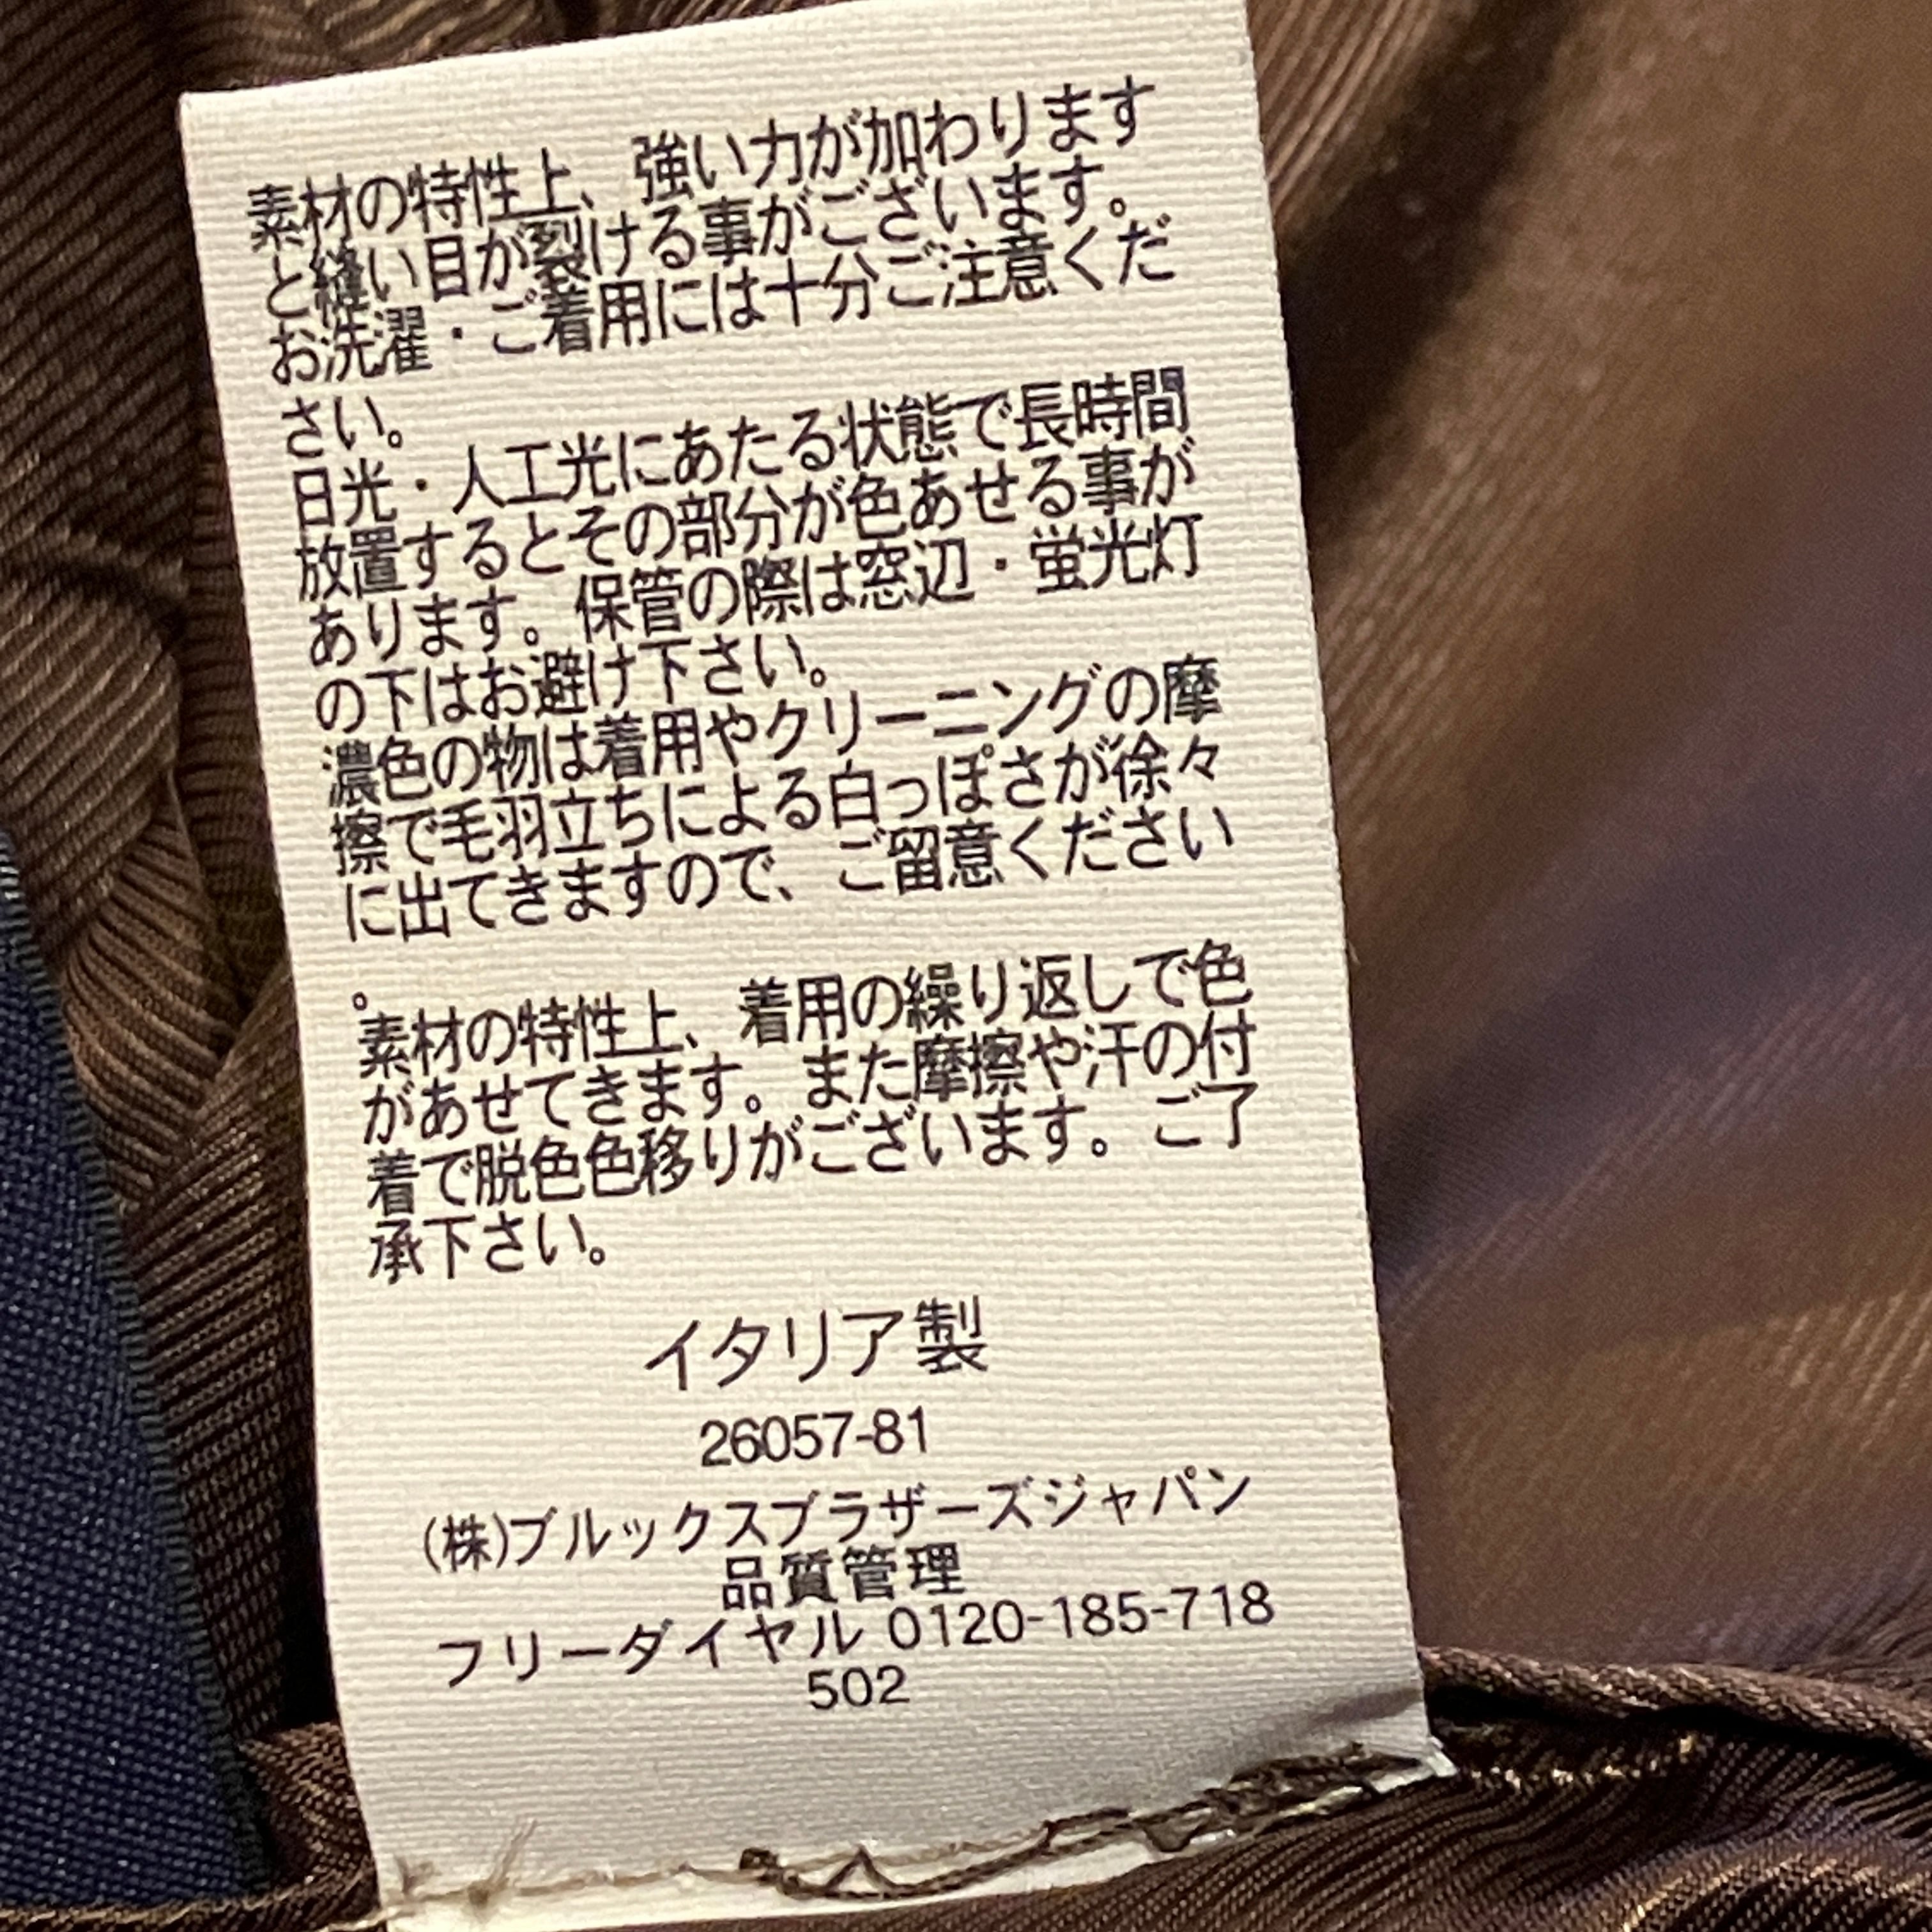 素材の特性上、強い力が加わります
と縫い目が裂ける事がございます。
お洗濯・ご着用には十分ご注意くだ
さい。
日光・人工光にあたる状態で長時間
放置するとその部分が色あせる事が
あります。保管の際は窓辺・蛍光灯
の下はお避け下さい。
濃色の物は着用やクリーニングの摩
擦で毛羽立ちによる白っぽさが徐々
に出てきますので、ご留意ください
。
素材の特性上、着用の繰り返しで色
があせてきます。また摩擦や汗の付
着で脱色色移りがございます。ご了
承下さい。
イタリア製
26057-81
(株)ブルックスブラザーズジャパン
品質管理
フリーダイヤル 0120-185-718
502